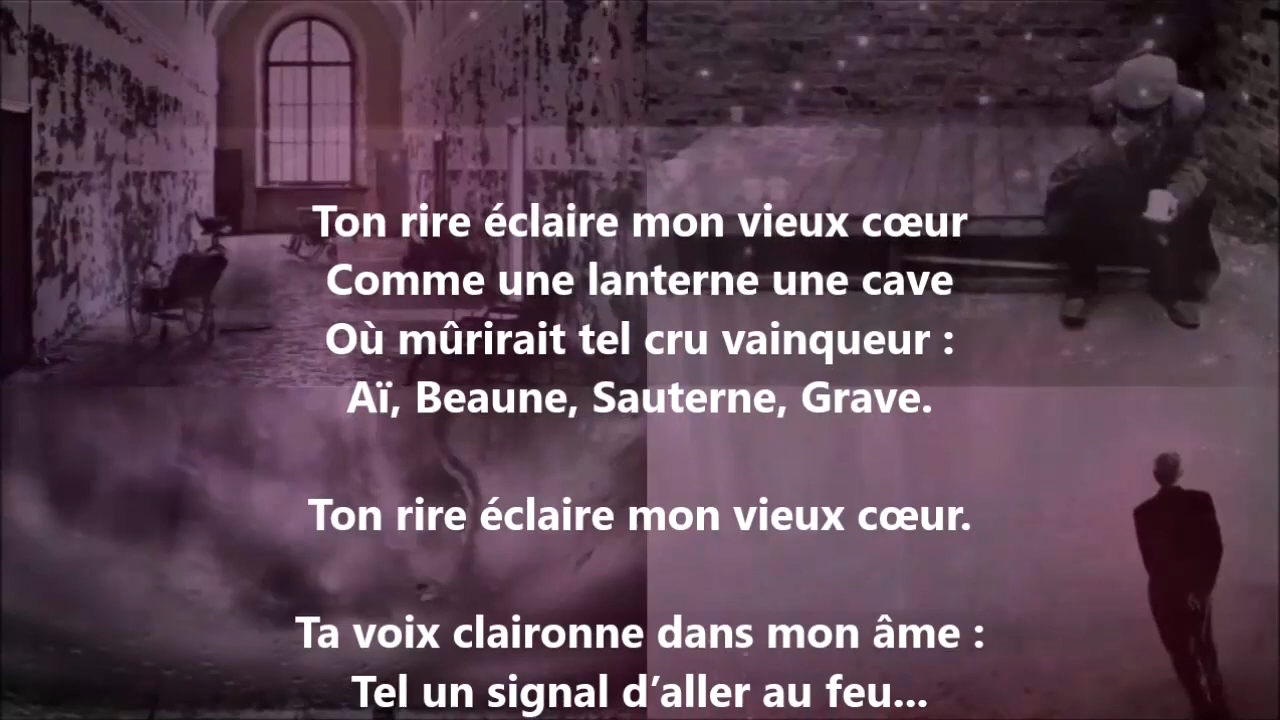 Ton rire éclaire mon vieux cœur
Comme une lanterne une cave
Où mûrirait tel cru vainqueur :
Aï, Beaune, Sauterne, Grave.
Ton rire éclaire mon vieux cœur.
Ta voix claironne dans mon âme :
Tel un signal d’aller au feu...